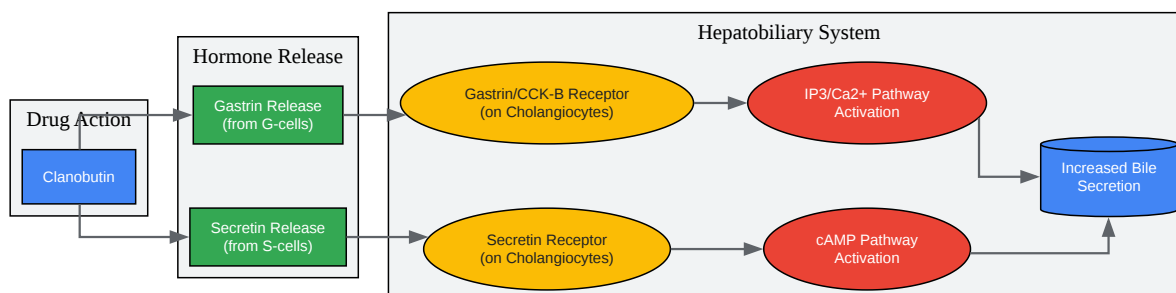 Hepatobiliary System
Hormone Release
Drug Action
Clanobutin
Gastrin Release
(from G-cells)
Secretin Release
(from S-cells)
Gastrin/CCK-B Receptor
(on Cholangiocytes)
Secretin Receptor
(on Cholangiocytes)
IP3/Ca2+ Pathway
Activation
cAMP Pathway
Activation
Increased Bile
Secretion